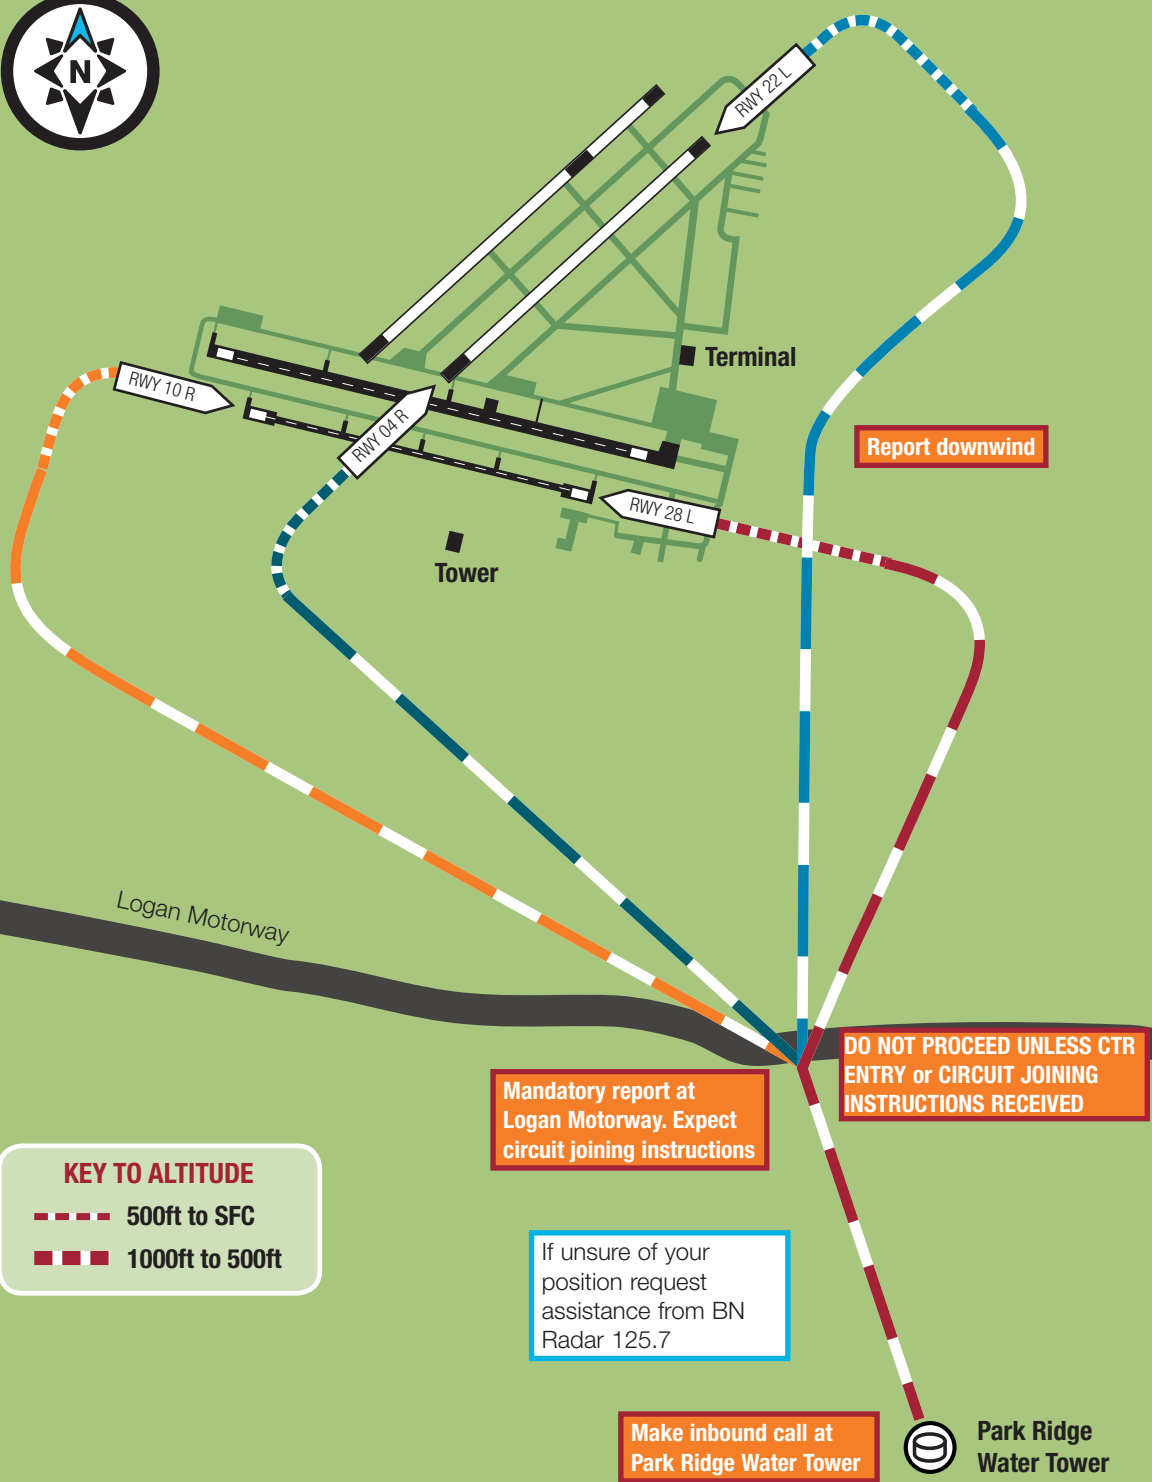 N
RWY 22 L
Terminal
RWY 10 R
RWY 04 R
Report downwind
RWY 28 L
Tower
Logan Motorway
DO NOT PROCEED UNLESS CTR
ENTRY or CIRCUIT JOINING
INSTRUCTIONS RECEIVED
Mandatory report at
Logan Motorway. Expect
circuit joining instructions
KEY TO ALTITUDE
500ft to SFC
1000ft to 500ft
If unsure of your
position request
assistance from BN
Radar 125.7
Make inbound call at
Park Ridge Water Tower
Park Ridge
Water Tower